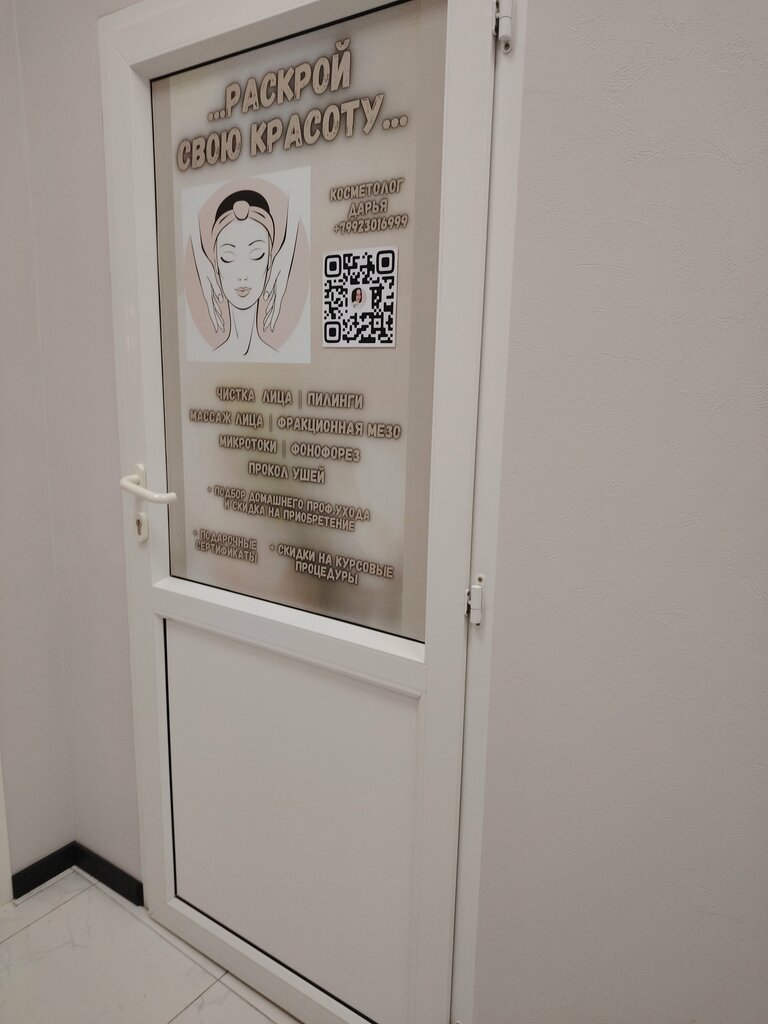 ...РАСКРОЙ
СВОЮ КРАСОТУ...
КОСМЕТОЛОГ
ДАРЬЯ
+79923016999
ЧИСТКА ЛИЦА | ПИЛИНГИ
МАССАЖ ЛИЦА | ФРАКЦИОННАЯ МЕЗО
МИКРОТОКИ | ФОНОФОРЕЗ
ПРОКОЛ УШЕЙ
+ ПОДБОР ДОМАШНЕГО ПРОФ.УХОДА
И СКИДКА НА ПРИОБРЕТЕНИЕ
+ ПОДАРОЧНЫЕ
СЕРТИФИКАТЫ
+ СКИДКИ НА КУРСОВЫЕ
ПРОЦЕДУРЫ